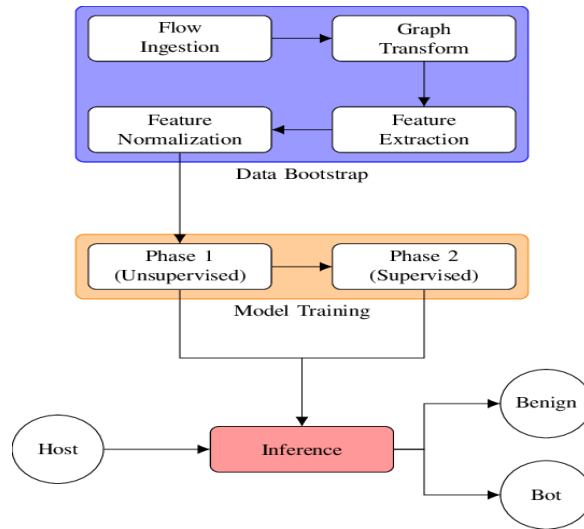 Flow
Ingestion
Graph
Transform
Feature
Normalization
Feature
Extraction
Data Bootstrap
Phase 1
(Unsupervised)
Phase 2
(Supervised)
Model Training
Benign
Host
Inference
Bot